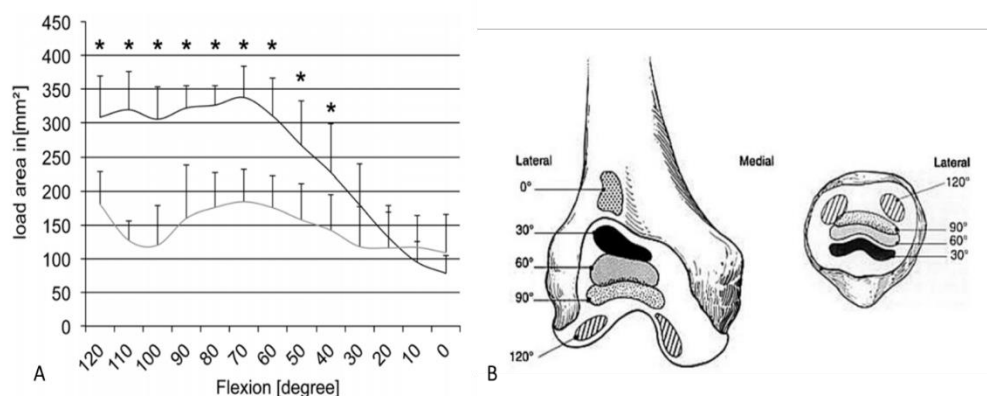 450
400
350
300
250
200
150
100
50
0
load area in[mm²]
* * * * * * * * *
120 110 100 90 80 70 60 50 40 30 20 10 0
Flexion [degree]
A
Lateral
Medial
0°
30°
60°
90°
120°
Lateral
120°
90°
60°
30°
B